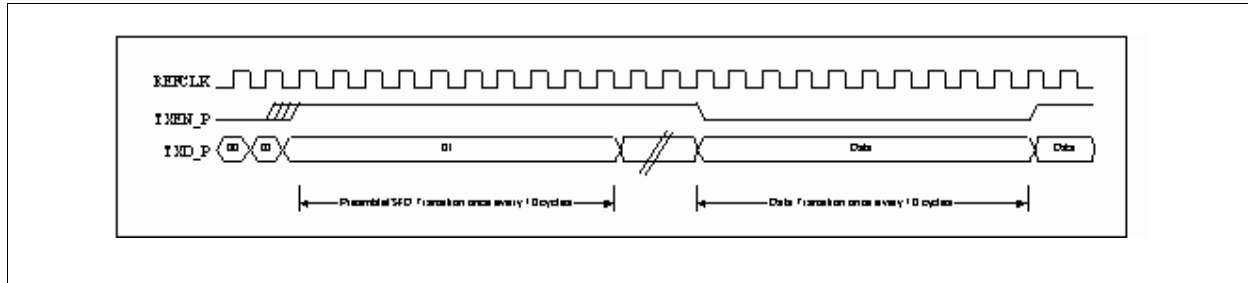 REFCLK
TXEN_P
TXD_P 00 00 01 Data Data
Preamble/SFD Transition once every 10 cycles Data Transition once every 10 cycles